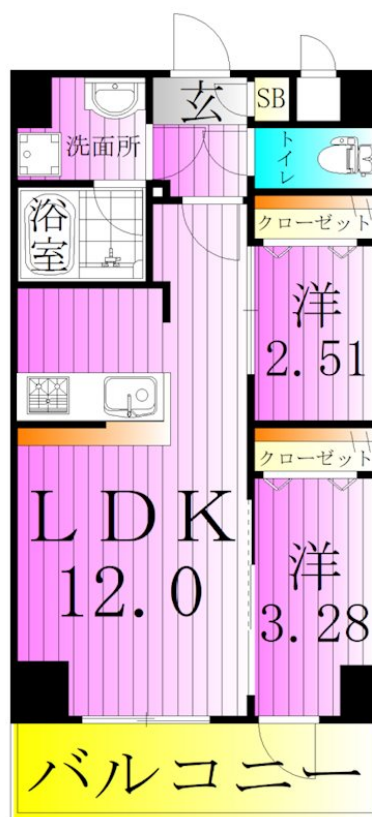 玄
SB
洗面所
トイレ
浴室
クローゼット
洋
2.51
クローゼット
LDK
12.0
洋
3.28
バルコニー